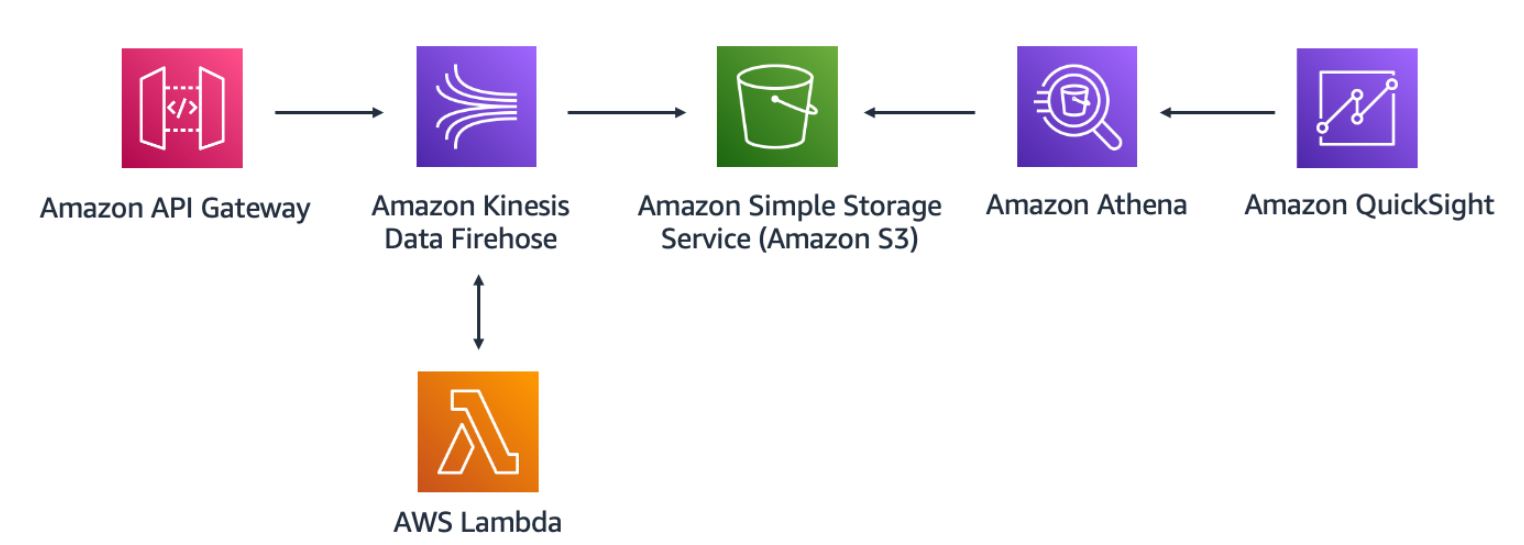 </>
Amazon API Gateway
Amazon Kinesis
Data Firehose
Amazon Simple Storage
Service (Amazon S3)
Amazon Athena
Amazon QuickSight
AWS Lambda